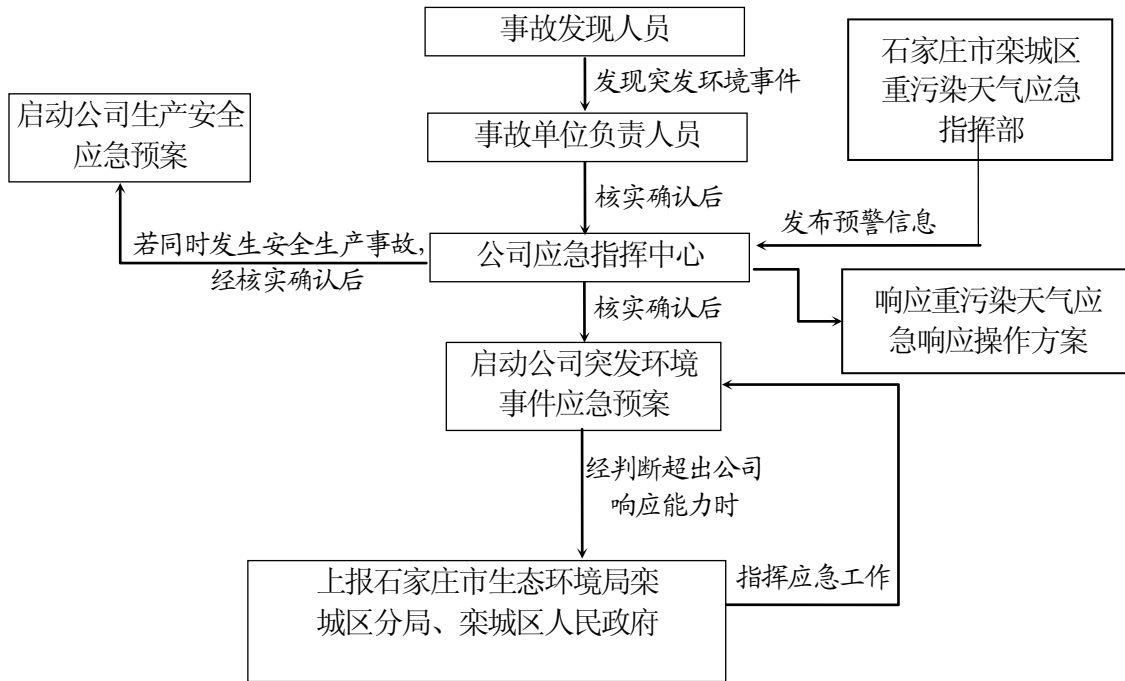 事故发现人员
石家庄市栾城区
重污染天气应急
指挥部
发现突发环境事件
启动公司生产安全
应急预案
事故单位负责人员
核实确认后
发布预警信息
若同时发生安全生产事故,
经核实确认后
公司应急指挥中心
核实确认后
响应重污染天气应
急响应操作方案
启动公司突发环境
事件应急预案
经判断超出公司
响应能力时
上报石家庄市生态环境局栾
城区分局、栾城区人民政府
指挥应急工作